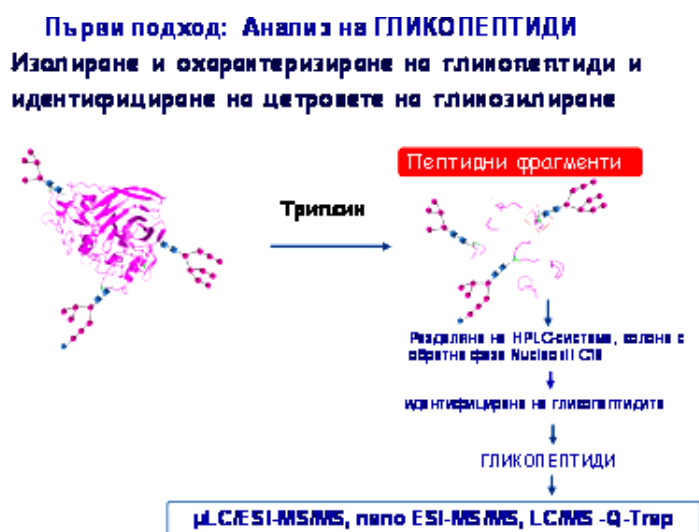 Първи подход: Анализ на ГЛИКОПЕПТИДИ
Изолиране и охарактеризиране на гликопептиди и
идентифициране на цетровете на гликозилиране
Пептидни фрагменти
Трипсин
Разделяне на HPLC-система, колона с
обратна фаза Nucleosil C18
идентифициране на гликопептидите
ГЛИКОПЕПТИДИ
µLC/ESI-MS/MS, nano ESI-MS/MS, LC/MS -Q-Trap